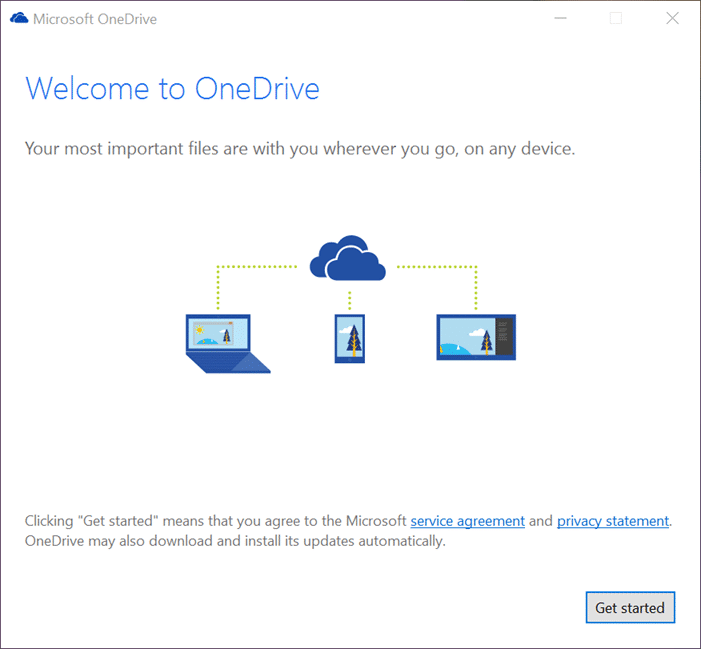 Microsoft OneDrive
Welcome to OneDrive
Your most important files are with you wherever you go, on any device.
Clicking "Get started" means that you agree to the Microsoft service agreement and privacy statement.
OneDrive may also download and install its updates automatically.
Get started